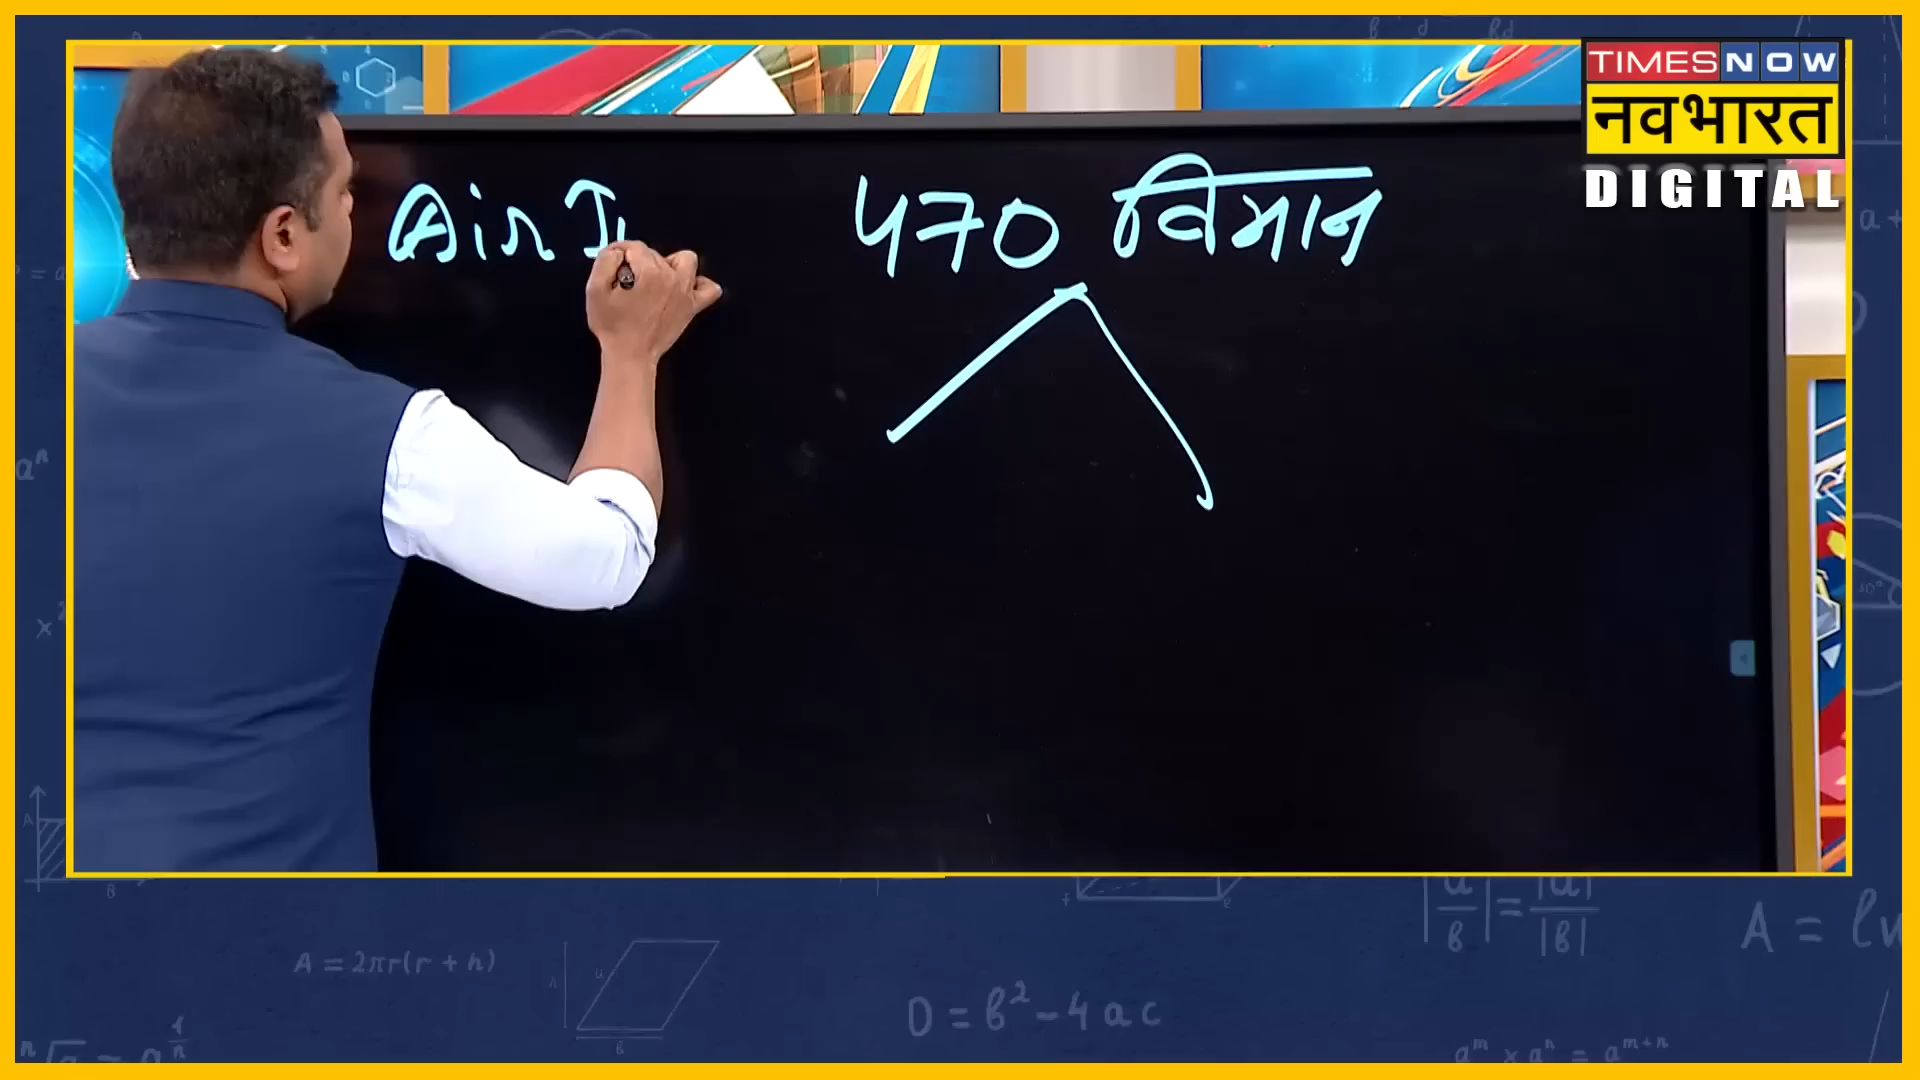 TIMES NOW
नवभारत
DIGITAL
Air I
470 विमान
a^n
A = 2πr(r + h)
D = b² - 4ac
a^m x a^n = a^m+n